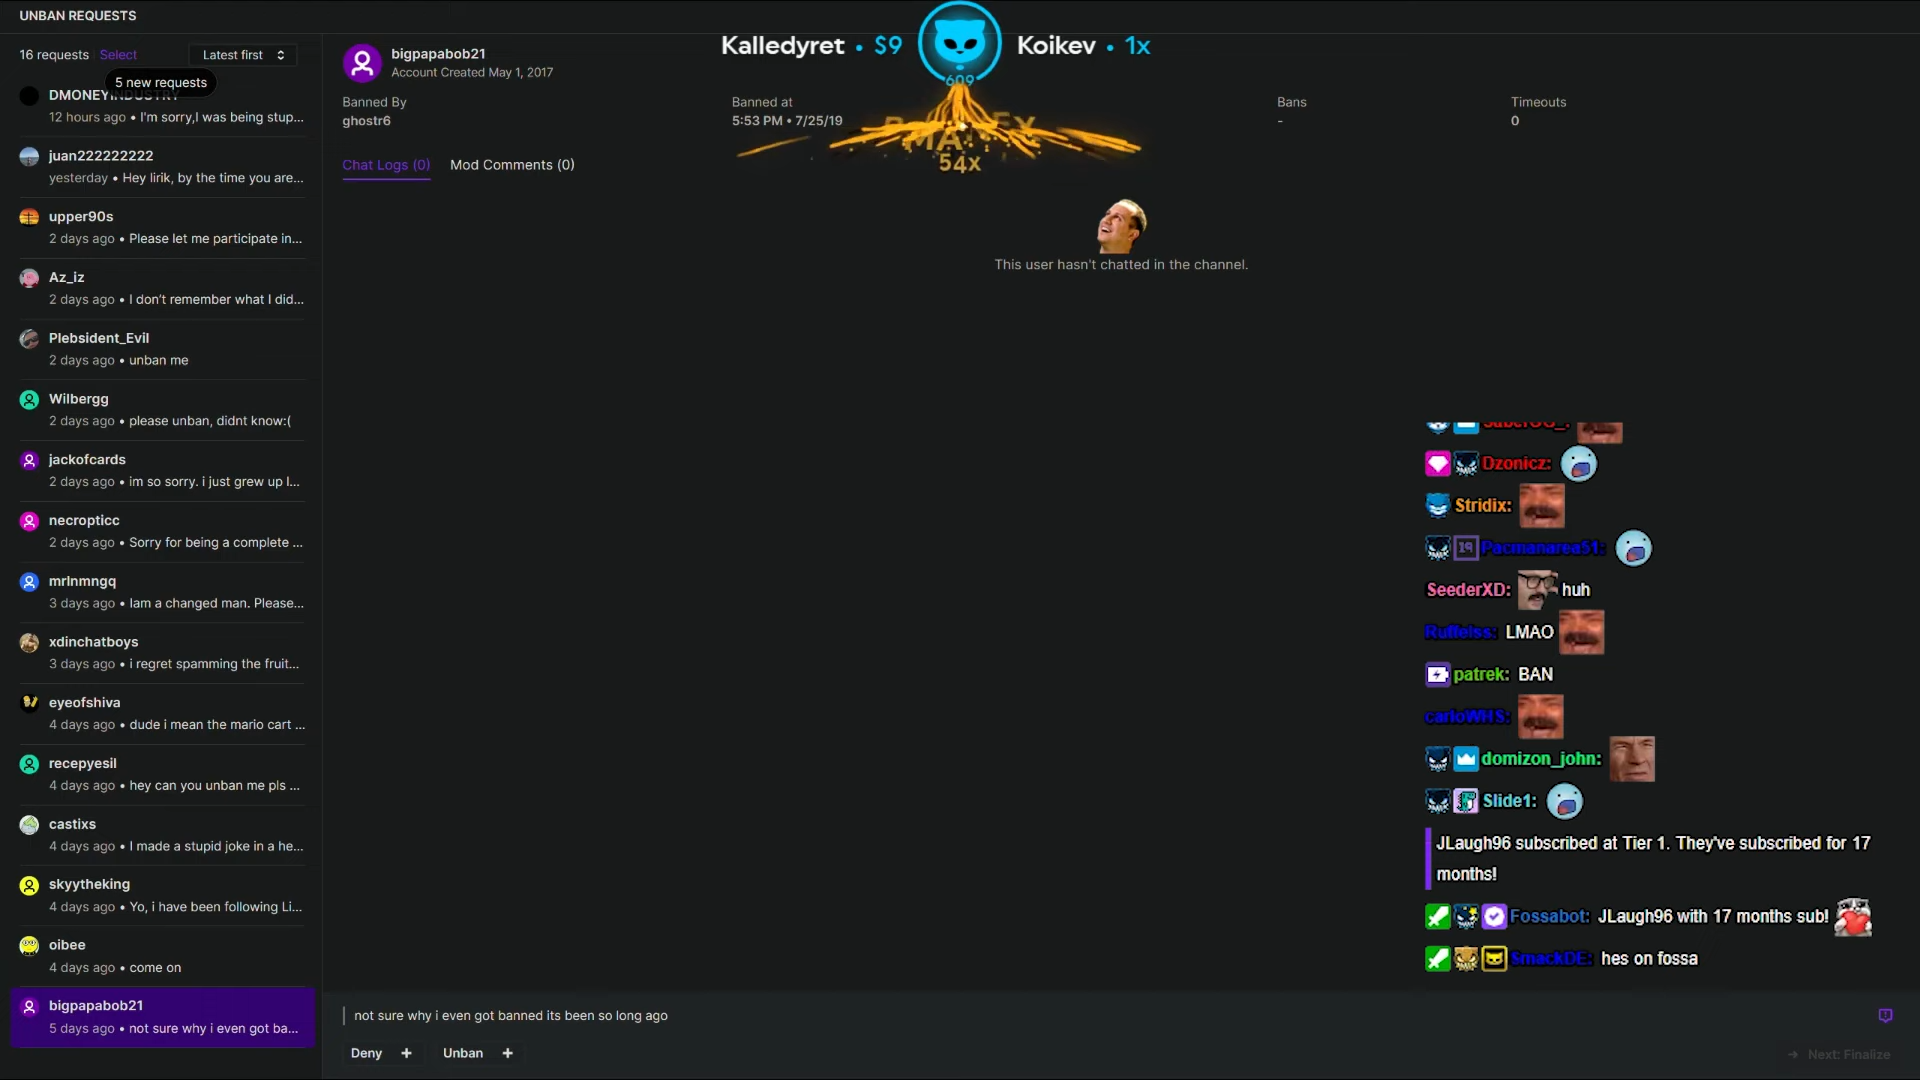 UNBAN REQUESTS
16 requests Select Latest first
5 new requests
12 hours ago • I'm sorry,I was being stup...
juan222222222
yesterday • Hey lirik, by the time you are...
upper90s
2 days ago • Please let me participate in...
Az_iz
2 days ago • I don't remember what I did...
Plebsident_Evil
2 days ago • unban me
Wilbergg
2 days ago • please unban, didnt know:(
jackofcards
2 days ago • im so sorry. i just grew up l...
necropticc
2 days ago • Sorry for being a complete ...
mrlnmngq
3 days ago • Iam a changed man. Please...
xdinchatboys
3 days ago • i regret spamming the fruit...
eyeofshiva
4 days ago • dude i mean the mario cart ...
recepyesil
4 days ago • hey can you unban me pls ...
castixs
4 days ago • I made a stupid joke in a he...
skyytheking
4 days ago • Yo, i have been following Li...
oibee
4 days ago • come on
bigpapabob21
5 days ago • not sure why i even got ba...
bigpapabob21
Account Created May 1, 2017
Kalledyret • $9
609
Koikev • 1x
Banned By
ghostr6
Banned at
5:53 PM • 7/25/19
54x
Bans
-
Timeouts
0
Chat Logs (0) Mod Comments (0)
This user hasn't chatted in the channel.
Dzonicz:
Stridix:
19 Pacmanarea51:
SeederXD: huh
Ruffelss: LMAO
patrek: BAN
carloWHS:
domizon_john:
Slide1:
JLaugh96 subscribed at Tier 1. They've subscribed for 17
months!
Fossabot: JLaugh96 with 17 months sub!
SmackDE: hes on fossa
not sure why i even got banned its been so long ago
Deny + Unban +
Next: Finalize